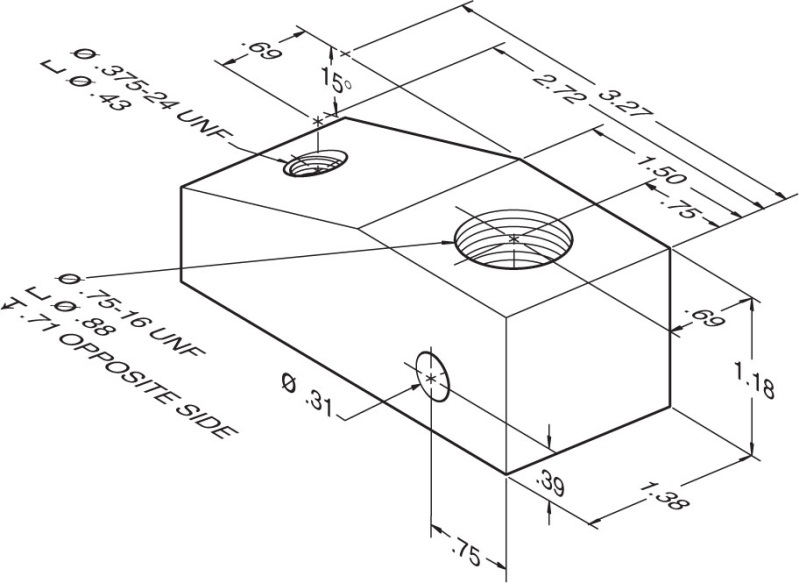 .69
15°
3.27
2.72
1.50
.75
Ø .375-24 UNF
⌴ Ø .43
Ø .75-16 UNF
⌴ Ø .88
↧ .71 OPPOSITE SIDE
Ø .31
.69
1.18
.39
1.38
.75